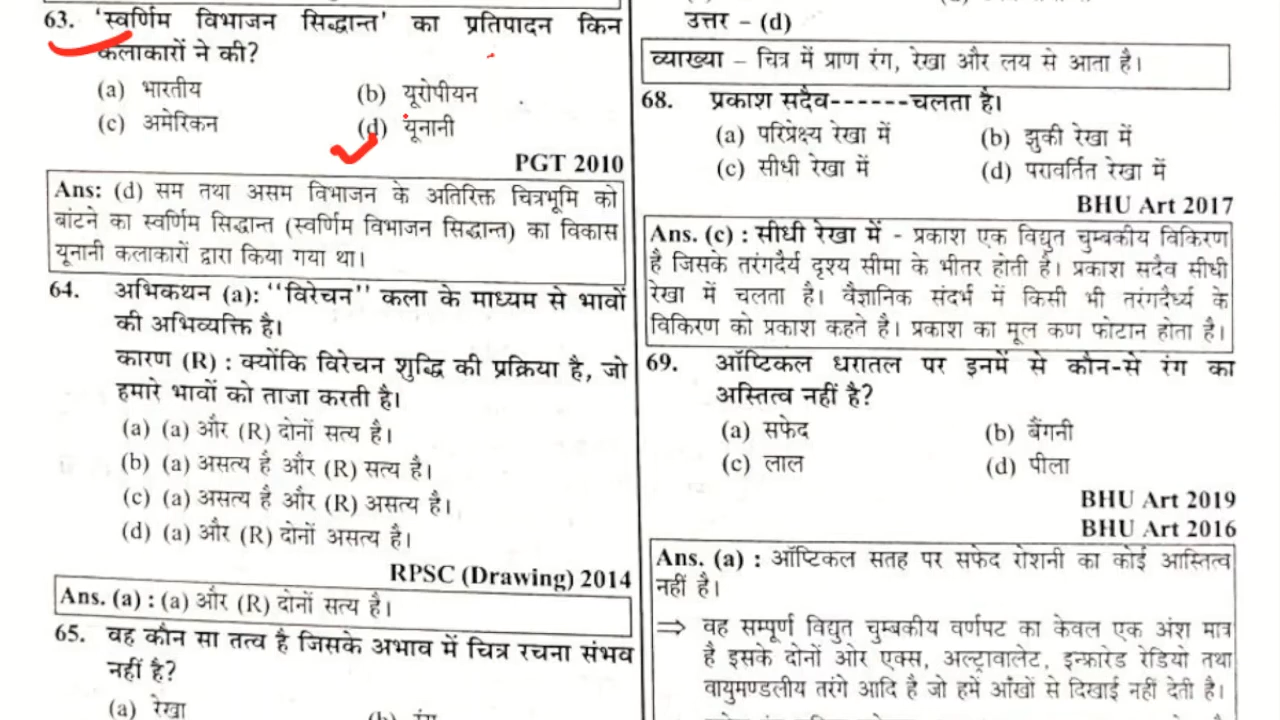 63. 'स्वर्णिम विभाजन सिद्धान्त' का प्रतिपादन किन
कलाकारों ने की?
(a) भारतीय (b) यूरोपीयन
(c) अमेरिकन (d) यूनानी
PGT 2010
Ans: (d) सम तथा असम विभाजन के अतिरिक्त चित्रभूमि को
बांटने का स्वर्णिम सिद्धान्त (स्वर्णिम विभाजन सिद्धान्त) का विकास
यूनानी कलाकारों द्वारा किया गया था।
64. अभिकथन (a): ‘‘विरेचन’’ कला के माध्यम से भावों
की अभिव्यक्ति है।
कारण (R) : क्योंकि विरेचन शुद्धि की प्रक्रिया है, जो
हमारे भावों को ताजा करती है।
(a) (a) और (R) दोनों सत्य है।
(b) (a) असत्य है और (R) सत्य है।
(c) (a) असत्य है और (R) असत्य है।
(d) (a) और (R) दोनों असत्य है।
RPSC (Drawing) 2014
Ans. (a) : (a) और (R) दोनों सत्य है।
65. वह कौन सा तत्व है जिसके अभाव में चित्र रचना संभव
नहीं है?
(a) रेखा (b) रंग
उत्तर – (d)
व्याख्या – चित्र में प्राण रंग, रेखा और लय से आता है।
68. प्रकाश सदैव------चलता है।
(a) परिप्रेक्ष्य रेखा में (b) झुकी रेखा में
(c) सीधी रेखा में (d) परावर्तित रेखा में
BHU Art 2017
Ans. (c) : सीधी रेखा में - प्रकाश एक विद्युत चुम्बकीय विकिरण
है जिसके तरंगदैर्य दृश्य सीमा के भीतर होती है। प्रकाश सदैव सीधी
रेखा में चलता है। वैज्ञानिक संदर्भ में किसी भी तरंगदैर्ध्य के
विकिरण को प्रकाश कहते है। प्रकाश का मूल कण फोटान होता है।
69. ऑप्टिकल धरातल पर इनमें से कौन-से रंग का
अस्तित्व नहीं है?
(a) सफेद (b) बैंगनी
(c) लाल (d) पीला
BHU Art 2019
BHU Art 2016
Ans. (a) : ऑप्टिकल सतह पर सफेद रोशनी का कोई आस्तित्व
नहीं है।
⇒ वह सम्पूर्ण विद्युत चुम्बकीय वर्णपट का केवल एक अंश मात्र
है इसके दोनों ओर एक्स, अल्ट्रावालेट, इन्फ्रारेड रेडियो तथा
वायुमण्डलीय तरंगे आदि है जो हमें आँखों से दिखाई नहीं देती है।